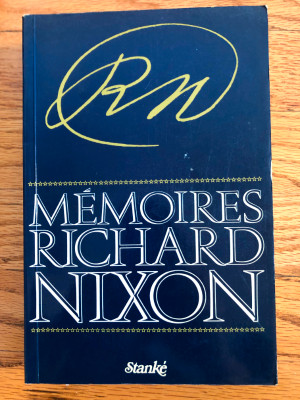 RN
MÉMOIRES
RICHARD
NIXON
Stanké